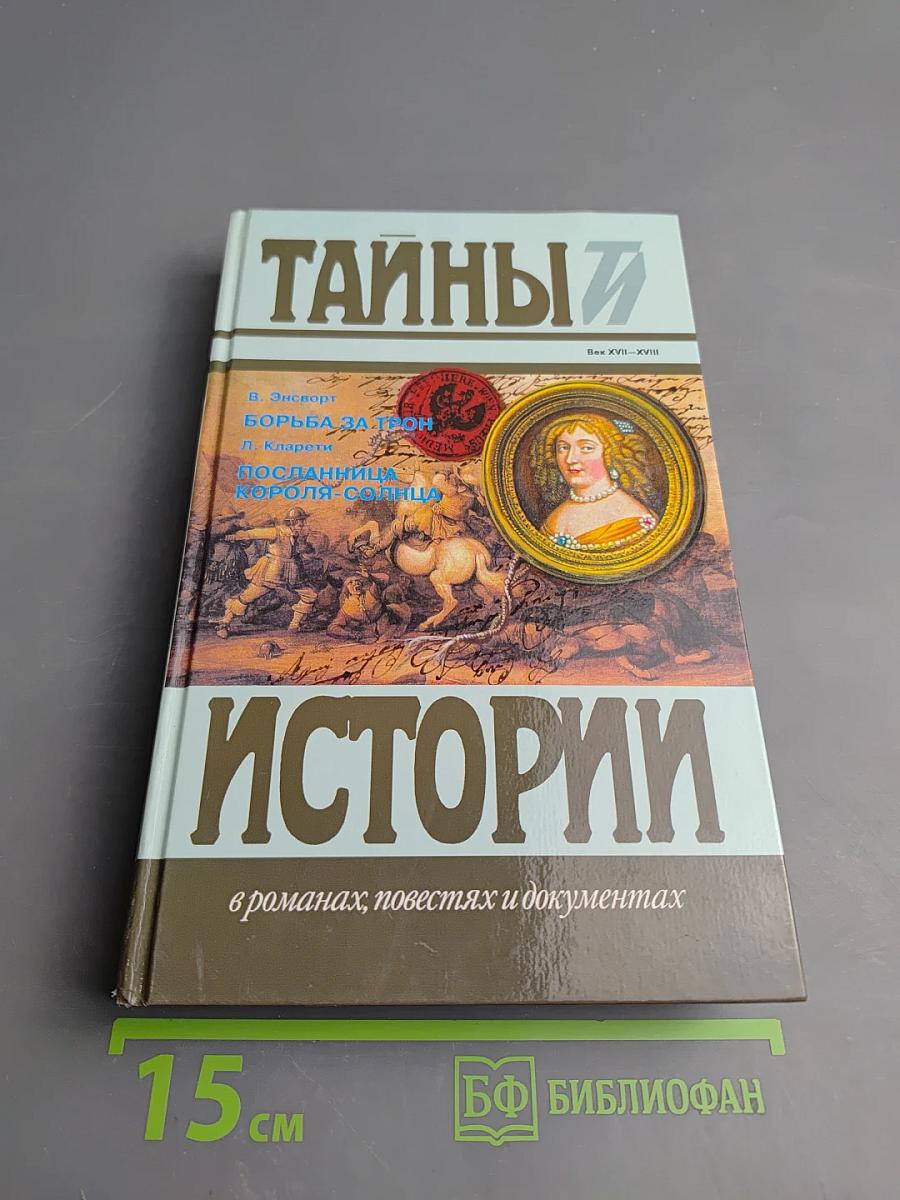 ТАЙНЫ ТИ
Век XVII—XVIII
В. Энсворт
БОРЬБА ЗА ТРОН
Л. Кларети
ПОСЛАННИЦА
КОРОЛЯ-СОЛНЦА
ИСТОРИИ
в романах, повестях и документах
15 см
БФ БИБЛИОФАН